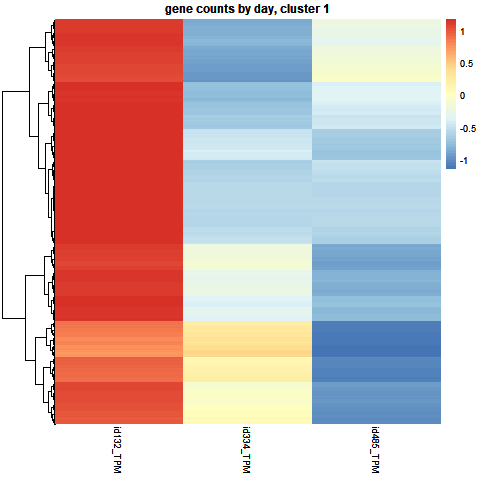 gene counts by day, cluster 1
1
0.5
0
-0.5
-1
id132_TPM
id334_TPM
id485_TPM